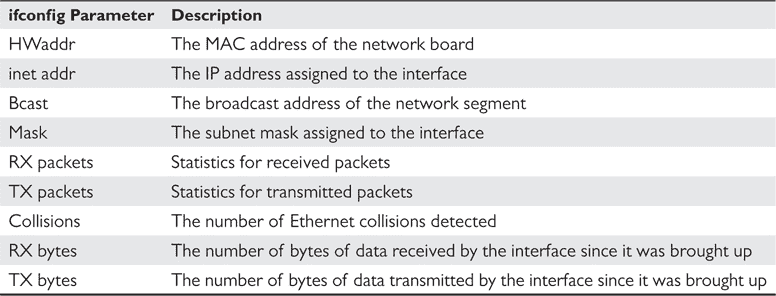 ifconfig Parameter Description
HWaddr The MAC address of the network board
inet addr The IP address assigned to the interface
Bcast The broadcast address of the network segment
Mask The subnet mask assigned to the interface
RX packets Statistics for received packets
TX packets Statistics for transmitted packets
Collisions The number of Ethernet collisions detected
RX bytes The number of bytes of data received by the interface since it was brought up
TX bytes The number of bytes of data transmitted by the interface since it was brought up